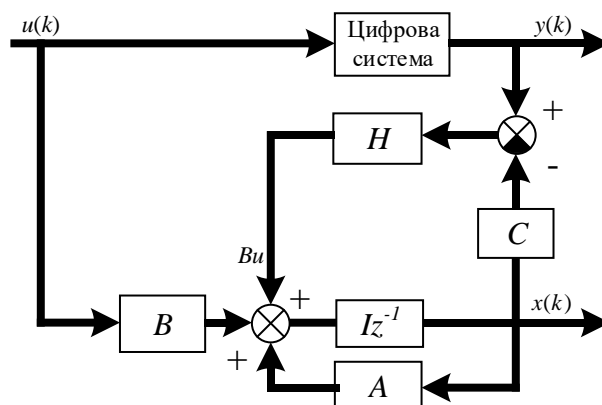 u(k)
Цифрова
система
y(k)
+
H
-
C
Bu
+
B
Iz⁻¹
x(k)
+
A